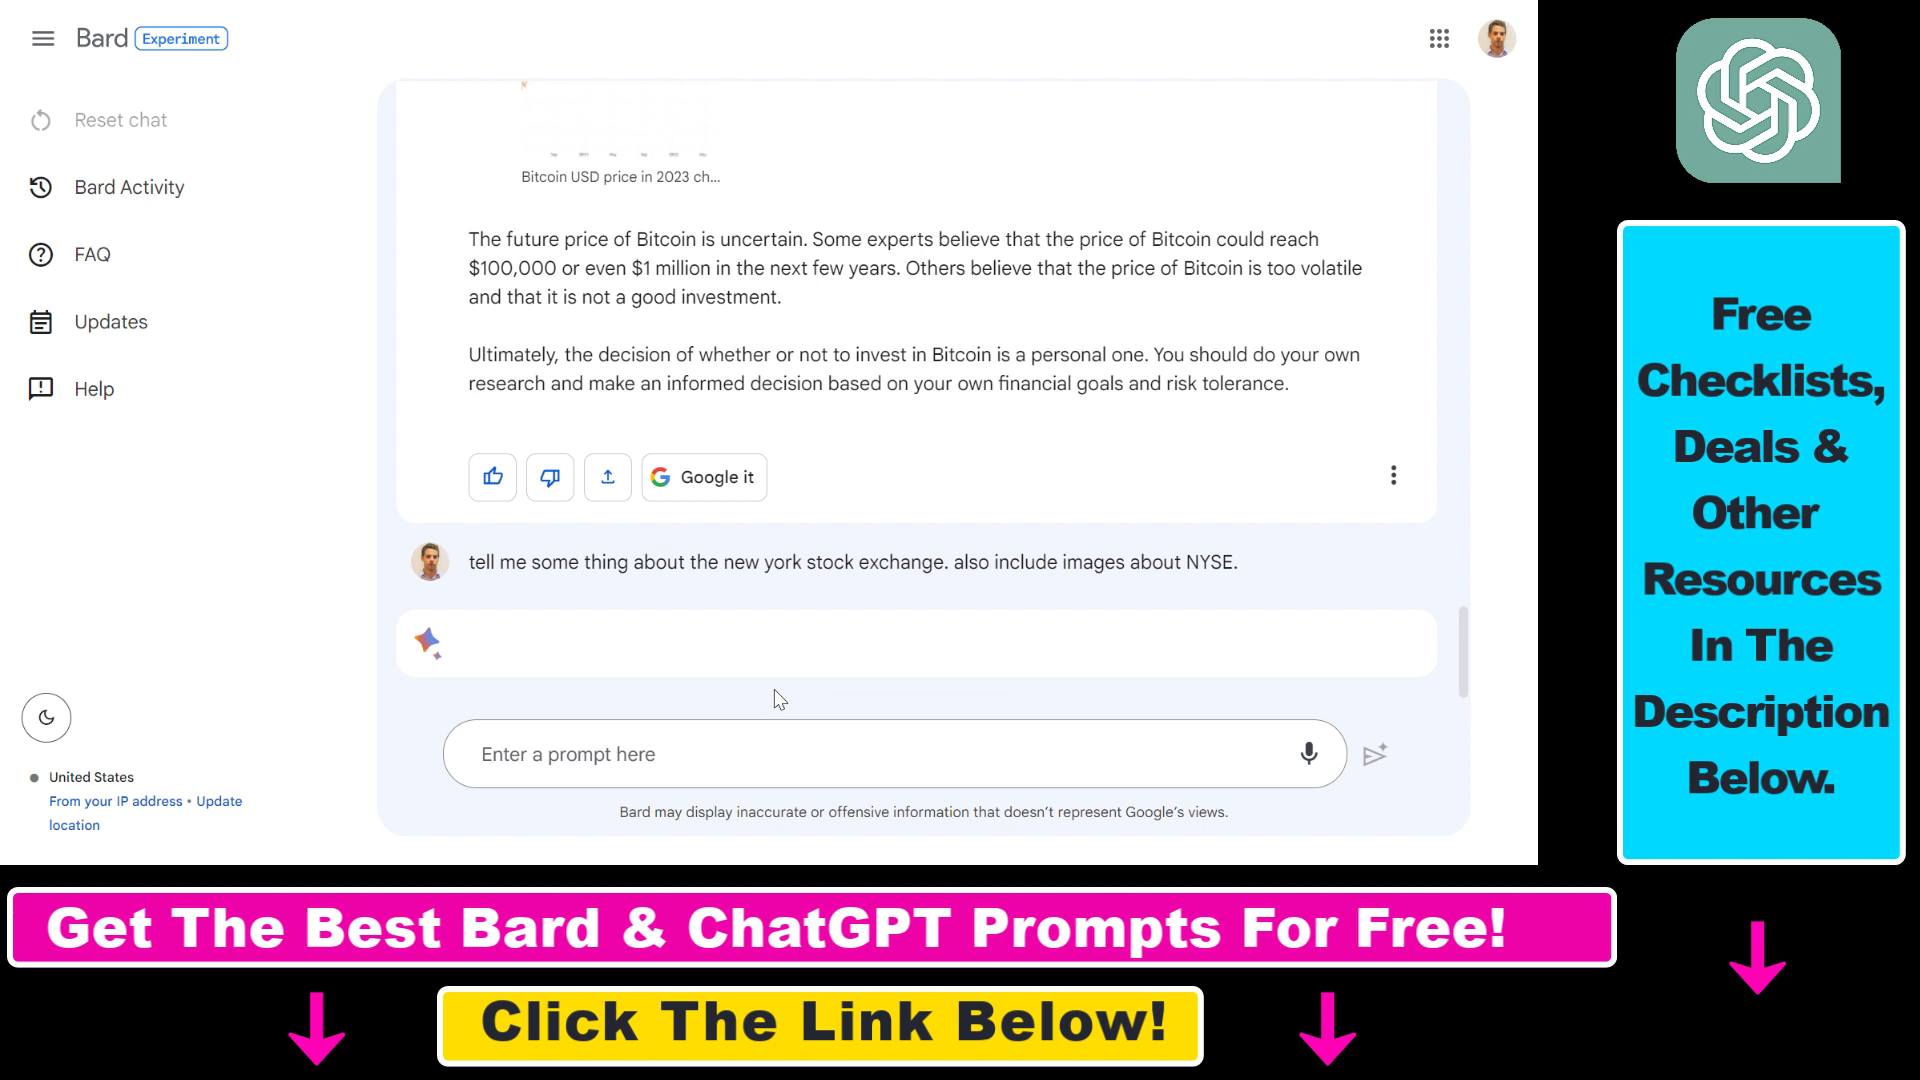 Bard Experiment
Reset chat
Bard Activity
FAQ
Updates
Help
United States
From your IP address • Update
location
Bitcoin USD price in 2023 ch...
The future price of Bitcoin is uncertain. Some experts believe that the price of Bitcoin could reach
$100,000 or even $1 million in the next few years. Others believe that the price of Bitcoin is too volatile
and that it is not a good investment.
Ultimately, the decision of whether or not to invest in Bitcoin is a personal one. You should do your own
research and make an informed decision based on your own financial goals and risk tolerance.
Google it
tell me some thing about the new york stock exchange. also include images about NYSE.
Enter a prompt here
Bard may display inaccurate or offensive information that doesn't represent Google's views.
Free
Checklists,
Deals &
Other
Resources
In The
Description
Below.
Get The Best Bard & ChatGPT Prompts For Free!
Click The Link Below!